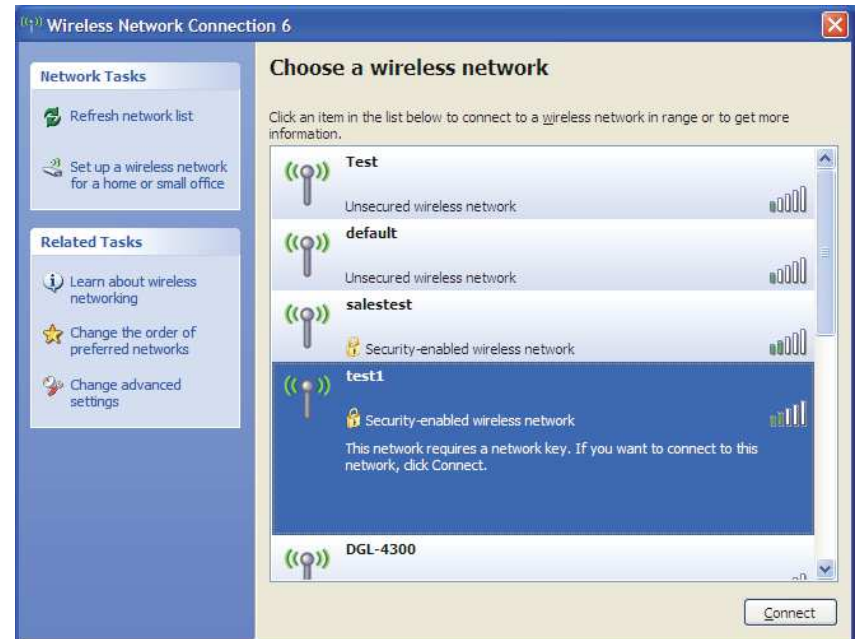 Wireless Network Connection 6
Network Tasks
Refresh network list
Set up a wireless network
for a home or small office
Related Tasks
Learn about wireless
networking
Change the order of
preferred networks
Change advanced
settings
Choose a wireless network
Click an item in the list below to connect to a wireless network in range or to get more
information.
Test
Unsecured wireless network
default
Unsecured wireless network
salestest
Security-enabled wireless network
test1
Security-enabled wireless network
This network requires a network key. If you want to connect to this
network, click Connect.
DGL-4300
Connect